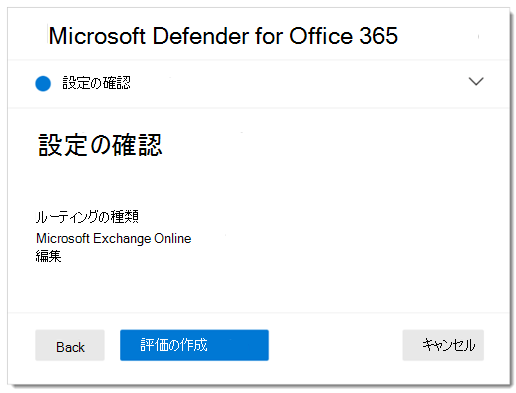 Microsoft Defender for Office 365
設定の確認
設定の確認
ルーティングの種類
Microsoft Exchange Online
編集
Back
評価の作成
キャンセル